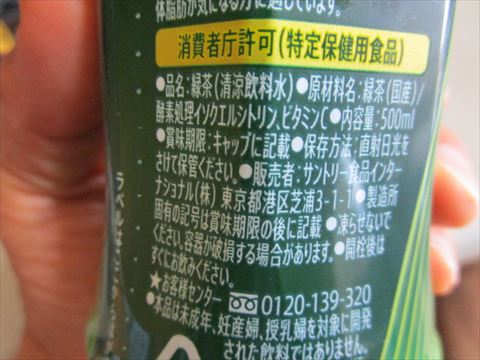 体脂肪が気になる方に適しています。
消費者庁許可(特定保健用食品)
●品名:緑茶(清涼飲料水)●原材料名:緑茶(国産)/
酵素処理イソクエルシトリン、ビタミンC●内容量:500ml
●賞味期限:キャップに記載●保存方法:直射日光を
さけて保管ください。●販売者:サントリー食品インター
ナショナル(株) 東京都港区芝浦3-1-1●製造所
固有の記号は賞味期限の後に記載●凍らせないで
ください。容器が破損する場合があります。●開栓後は
すぐにお飲みください。
★お客様センター 0120-139-320
●本品は未成年、妊産婦、授乳婦を対象に開発
された飲料ではありません。
ラベルは